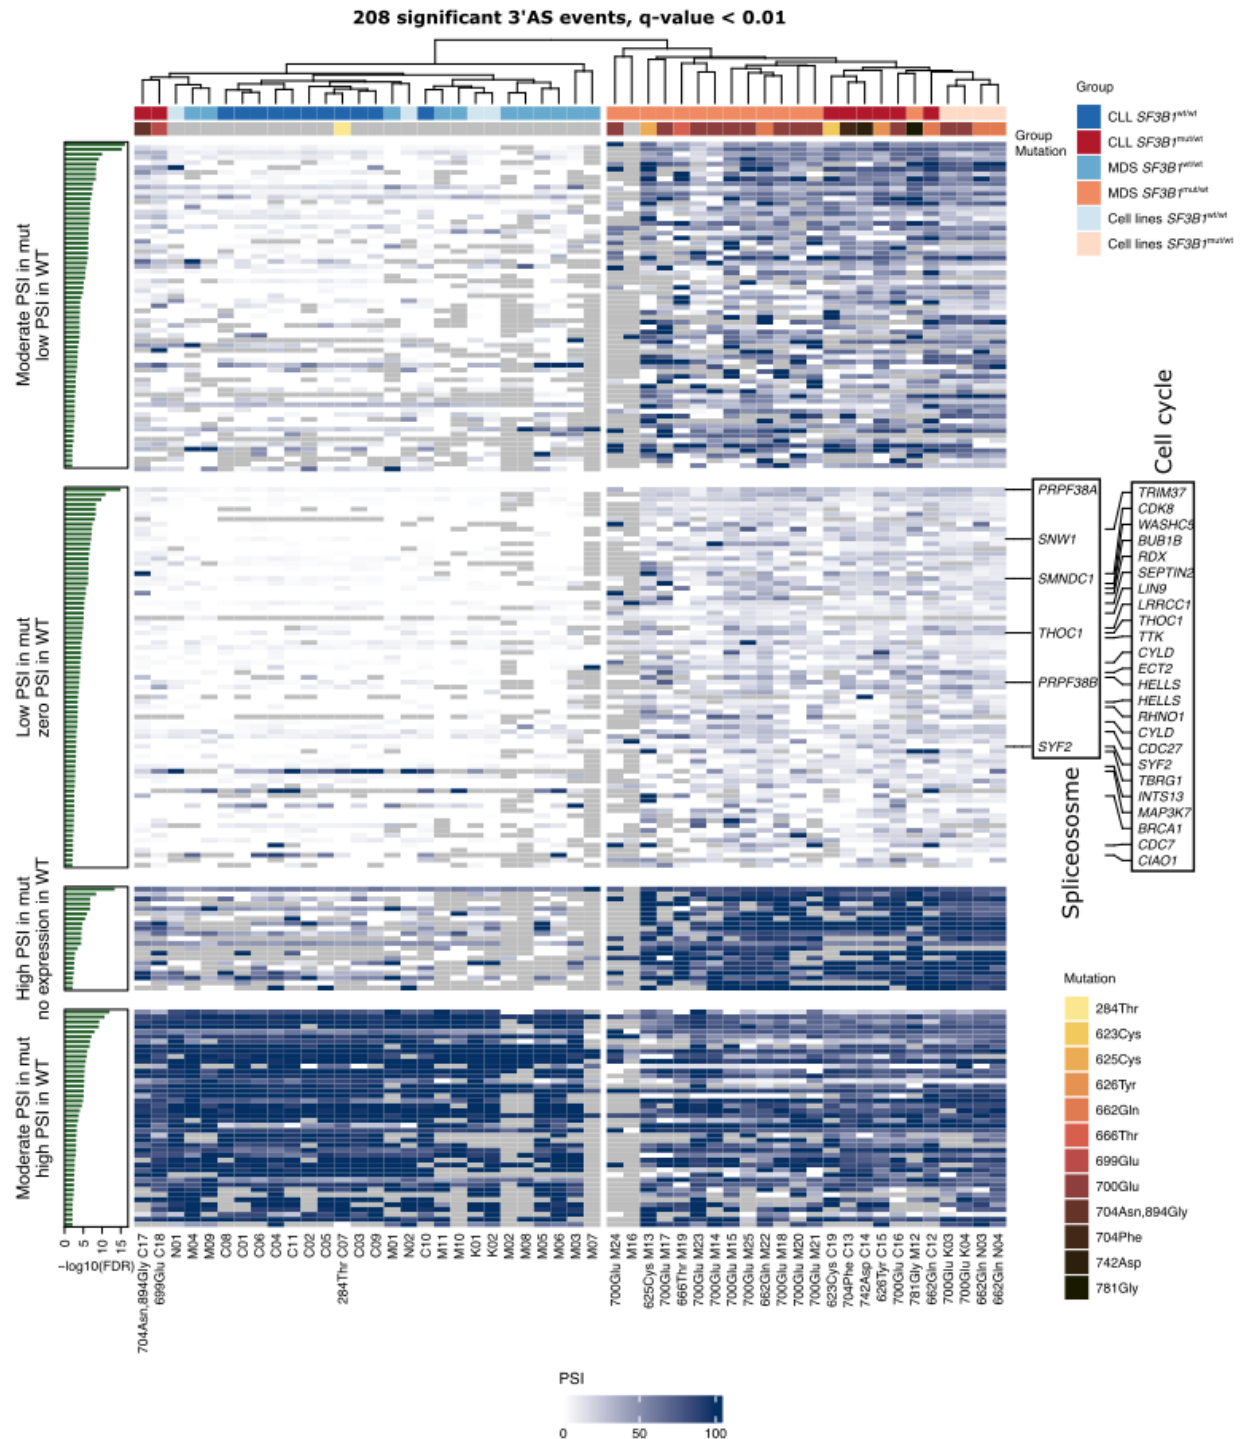 208 significant 3'AS events, q-value < 0.01
Group
Mutation
Group
CLL SF3B1wt/wt
CLL SF3B1mut/wt
MDS SF3B1wt/wt
MDS SF3B1mut/wt
Cell lines SF3B1wt/wt
Cell lines SF3B1mut/wt
Moderate PSI in mut
low PSI in WT
Low PSI in mut
zero PSI in WT
High PSI in mut
no expression in WT
Moderate PSI in mut
high PSI in WT
PRPF38A
SNW1
SMNDC1
THOC1
PRPF38B
SYF2
Spliceososme
Cell cycle
TRIM37
CDK8
WASHC5
BUB1B
RDX
SEPTIN2
LIN9
LRRCC1
THOC1
TTK
CYLD
ECT2
HELLS
HELLS
RHNO1
CYLD
CDC27
SYF2
TBRG1
INTS13
MAP3K7
BRCA1
CDC7
CIAO1
Mutation
284Thr
623Cys
625Cys
626Tyr
662Gln
666Thr
699Glu
700Glu
704Asn,894Gly
704Phe
742Asp
781Gly
0 5 10 15
−log10(FDR)
704Asn,894Gly C17
699Glu C18
N01
M04
M09
C08
C01
C06
C04
C11
C02
C05
284Thr C07
C03
C09
M01
N02
C10
M11
M10
K01
K02
M02
M08
M05
M06
M03
M07
700Glu M24
M16
625Cys M13
700Glu M17
666Thr M19
700Glu M23
700Glu M14
700Glu M15
700Glu M25
662Gln M22
700Glu M18
700Glu M20
700Glu M21
623Cys C19
704Phe C13
742Asp C14
626Tyr C15
700Glu C16
781Gly M12
662Gln C12
700Glu K03
700Glu K04
662Gln N03
662Gln N04
PSI
0 50 100